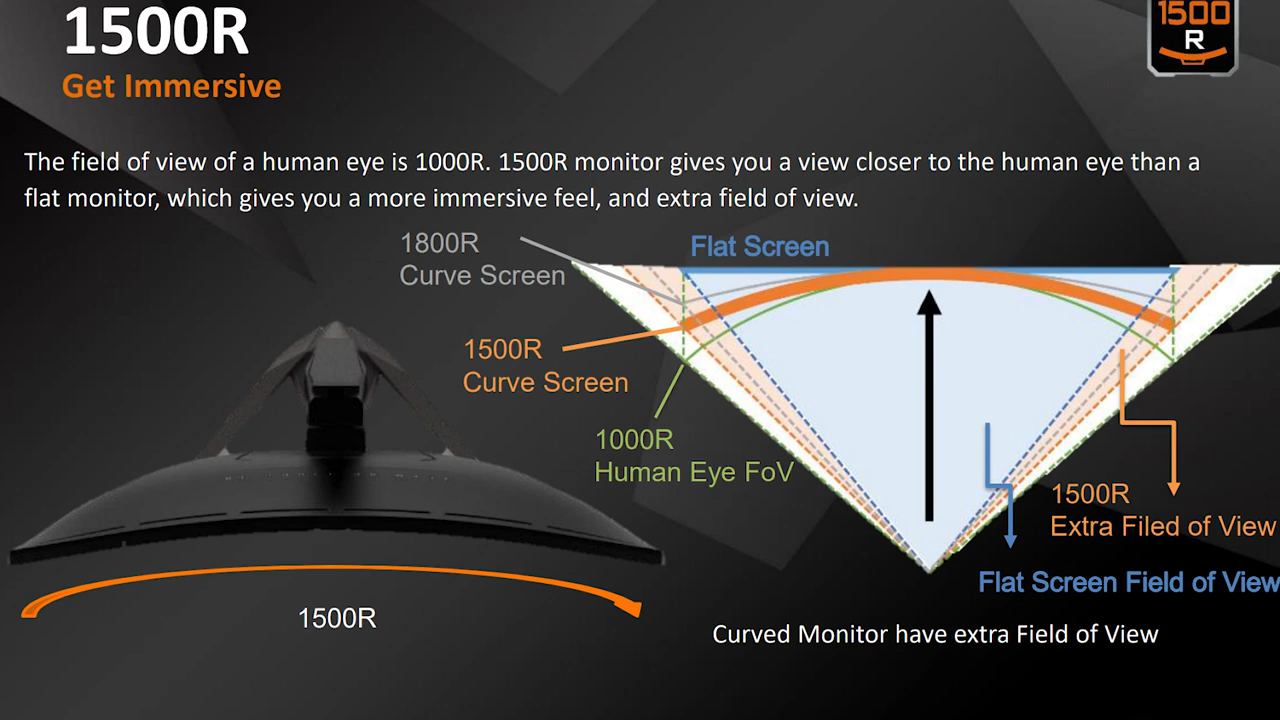 1500R
Get Immersive
1500
R
The field of view of a human eye is 1000R. 1500R monitor gives you a view closer to the human eye than a
flat monitor, which gives you a more immersive feel, and extra field of view.
1800R
Curve Screen
Flat Screen
1500R
Curve Screen
1000R
Human Eye FoV
1500R
Extra Filed of View
Flat Screen Field of View
1500R
Curved Monitor have extra Field of View